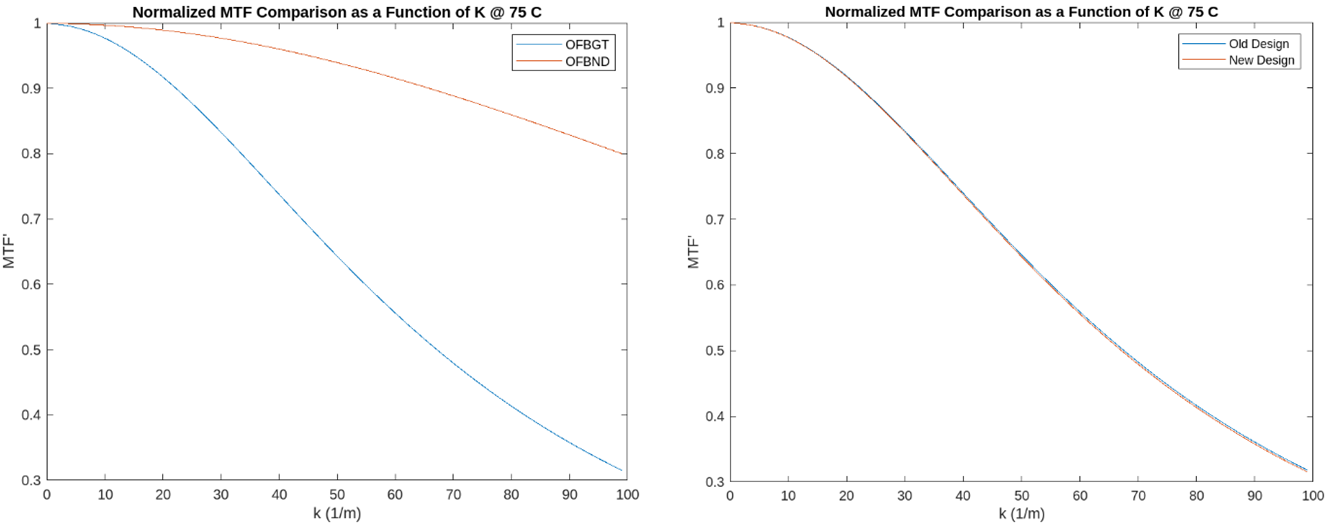 Normalized MTF Comparison as a Function of K @ 75 C
OFBGT
OFBND
MTF'
1
0.9
0.8
0.7
0.6
0.5
0.4
0.3
0 10 20 30 40 50 60 70 80 90 100
k (1/m)
Normalized MTF Comparison as a Function of K @ 75 C
Old Design
New Design
MTF'
1
0.9
0.8
0.7
0.6
0.5
0.4
0.3
0 10 20 30 40 50 60 70 80 90 100
k (1/m)